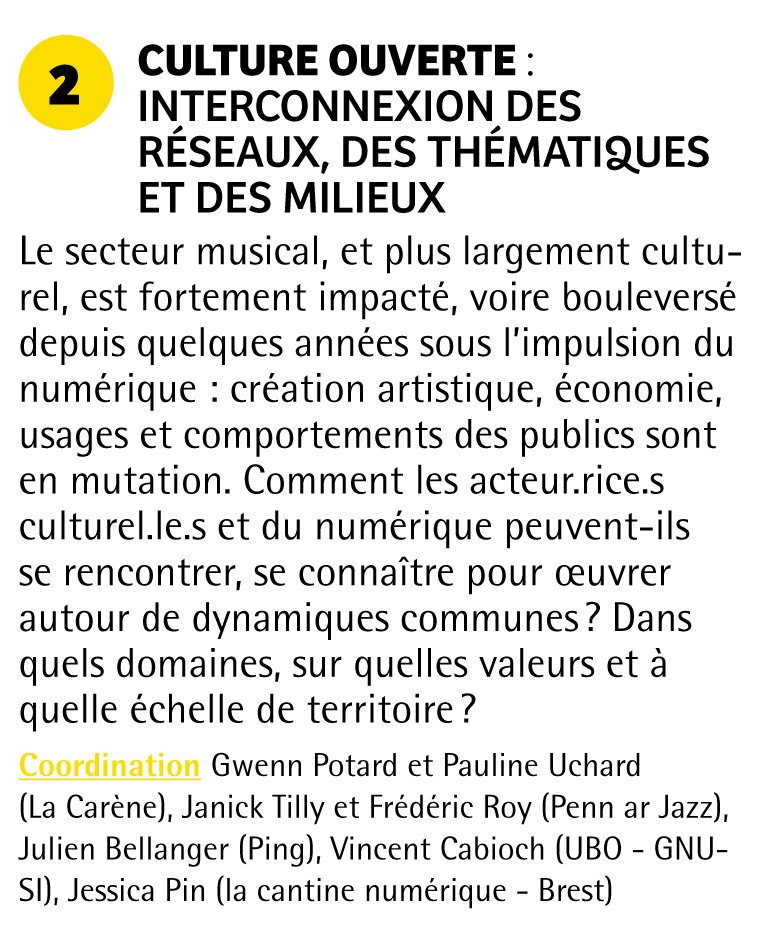 2
CULTURE OUVERTE :
INTERCONNEXION DES
RÉSEAUX, DES THÉMATIQUES
ET DES MILIEUX
Le secteur musical, et plus largement cultu-
rel, est fortement impacté, voire bouleversé
depuis quelques années sous l’impulsion du
numérique : création artistique, économie,
usages et comportements des publics sont
en mutation. Comment les acteur.rice.s
culturel.le.s et du numérique peuvent-ils
se rencontrer, se connaître pour œuvrer
autour de dynamiques communes ? Dans
quels domaines, sur quelles valeurs et à
quelle échelle de territoire ?
Coordination Gwenn Potard et Pauline Uchard
(La Carène), Janick Tilly et Frédéric Roy (Penn ar Jazz),
Julien Bellanger (Ping), Vincent Cabioch (UBO - GNU-
SI), Jessica Pin (la cantine numérique - Brest)